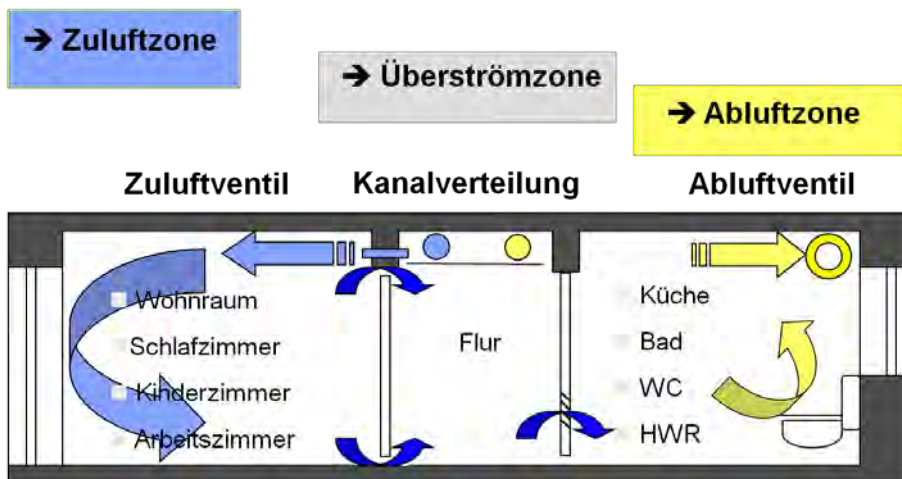 ➔ Zuluftzone
➔ Überströmzone
➔ Abluftzone
Zuluftventil
Kanalverteilung
Abluftventil
Wohnraum
Schlafzimmer
Kinderzimmer
Arbeitszimmer
Flur
Küche
Bad
WC
HWR